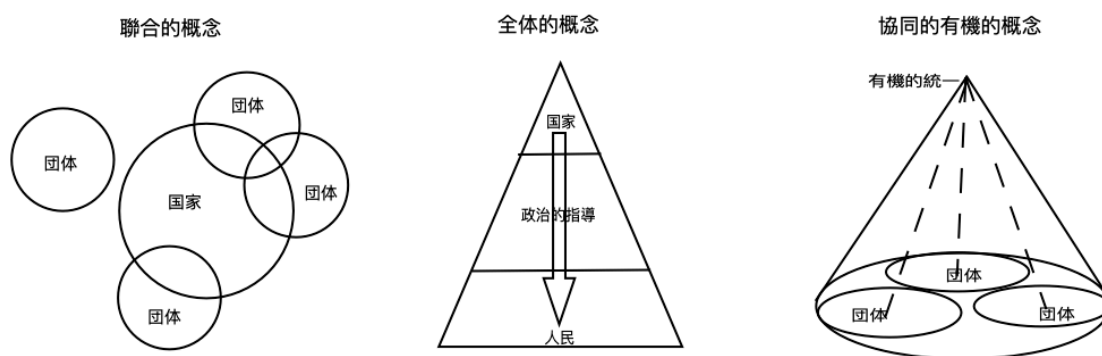 聯合的概念
団体
団体
団体
国家
団体
全体的概念
国家
政治的指導
人民
協同的有機的概念
有機的統一
団体
団体
団体